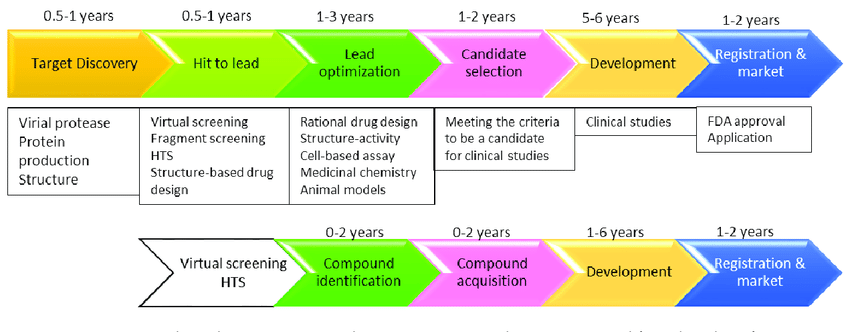 0.5-1 years
0.5-1 years
1-3 years
1-2 years
5-6 years
1-2 years
Target Discovery
Hit to lead
Lead
optimization
Candidate
selection
Development
Registration &
market
Virial protease
Protein
production
Structure
Virtual screening
Fragment screening
HTS
Structure-based drug
design
Rational drug design
Structure-activity
Cell-based assay
Medicinal chemistry
Animal models
Meeting the criteria
to be a candidate
for clinical studies
Clinical studies
FDA approval
Application
0-2 years
0-2 years
1-6 years
1-2 years
Virtual screening
HTS
Compound
identification
Compound
acquisition
Development
Registration &
market